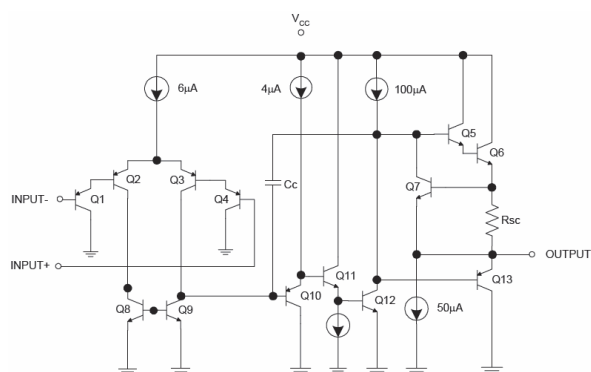 Vcc
6μA
4μA
100μA
Q5
Q6
Q2
Q3
Q7
Cc
INPUT-
Q1
Q4
Rsc
OUTPUT
INPUT+
Q11
Q13
Q10
Q12
Q8
Q9
50μA